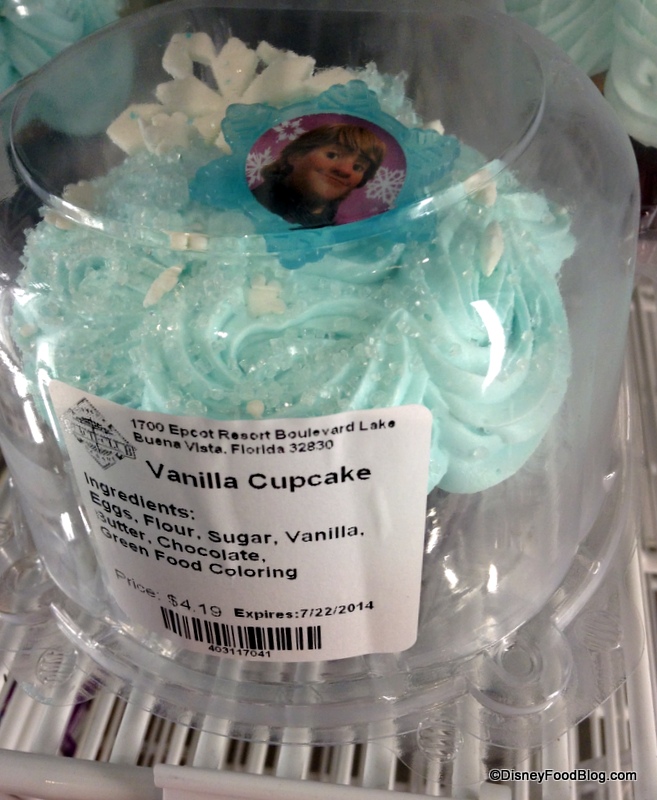 1700 Epcot Resort Boulevard Lake
Buena Vista, Florida 32830
Vanilla Cupcake
Ingredients:
Eggs, Flour, Sugar, Vanilla,
Butter, Chocolate,
Green Food Coloring
Price: $4.19 Expires:7/22/2014
403117041
©DisneyFoodBlog.com